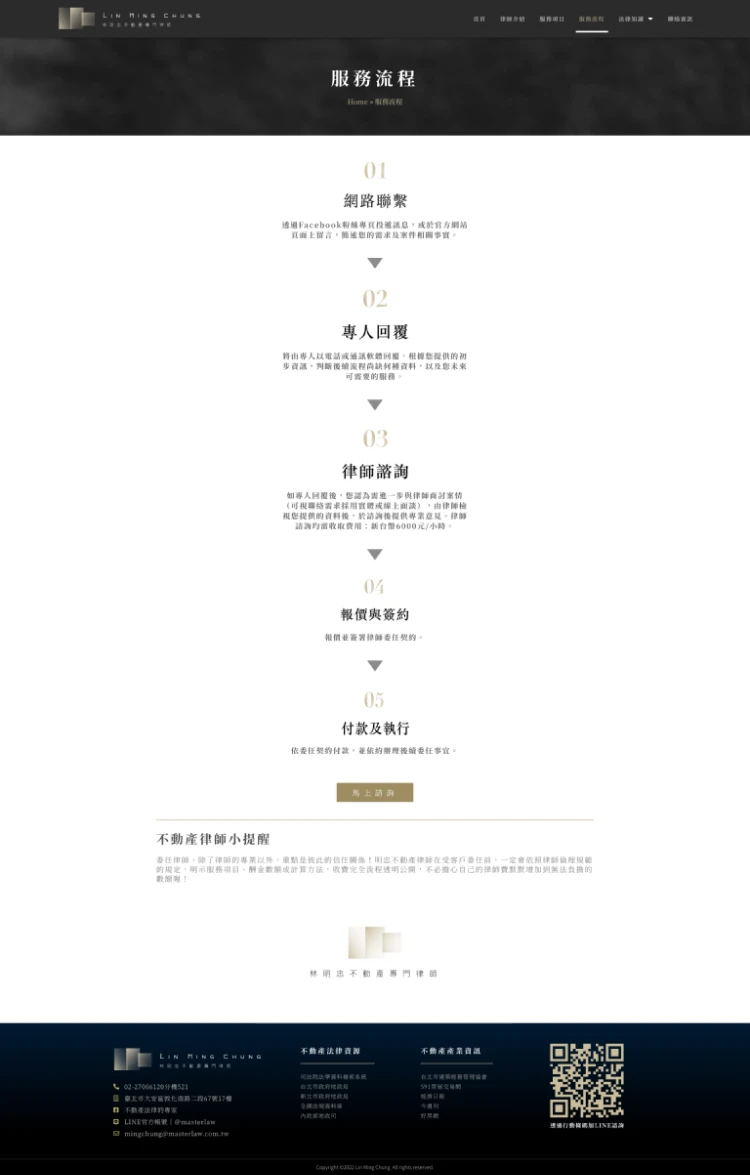 LIN MING CHUNG
林明忠不動產專門律師
首頁 律師介紹 服務項目 服務流程 法律知識 聯絡資訊
服務流程
Home » 服務流程
01
網路聯繫
透過Facebook粉絲專頁投遞訊息，或於官方網站
頁面上留言，簡述您的需求及案件相關事實。
02
專人回覆
將由專人以電話或通訊軟體回覆，根據您提供的初
步資訊，判斷後續流程尚缺何種資料，以及您未來
可需要的服務。
03
律師諮詢
如專人回覆後，您認為需進一步與律師商討案情
（可視聯絡需求採用實體或線上面談），由律師檢
視您提供的資料後，於諮詢後提供專業意見。律師
諮詢均需收取費用：新台幣6000元/小時。
04
報價與簽約
報價並簽署律師委任契約。
05
付款及執行
依委任契約付款，並依約辦理後續委任事宜。
馬上諮詢
不動產律師小提醒
委任律師，除了律師的專業以外，重點是彼此的信任關係！明忠不動產律師在受客戶委任前，一定會依照律師倫理規範
的規定，明示服務項目、酬金數額或計算方法，收費完全流程透明公開，不必擔心自己的律師費默默增加到無法負擔的
數額喔！
林明忠不動產專門律師
LIN MING CHUNG
林明忠不動產專門律師
02-27006120分機521
臺北市大安區敦化南路二段67號17樓
不動產法律的專家
LINE官方帳號｜@masterlaw
mingchung@masterlaw.com.tw
不動產法律資源
司法院法學資料檢索系統
台北市政府地政局
新北市政府地政局
全國法規資料庫
內政部地政司
不動產產業資訊
台北市建築經營管理協會
591房屋交易網
經濟日報
今週刊
好房網
透過行動條碼加LINE諮詢
Copyright ©2022 Lin Ming Chung, All rights reserved.